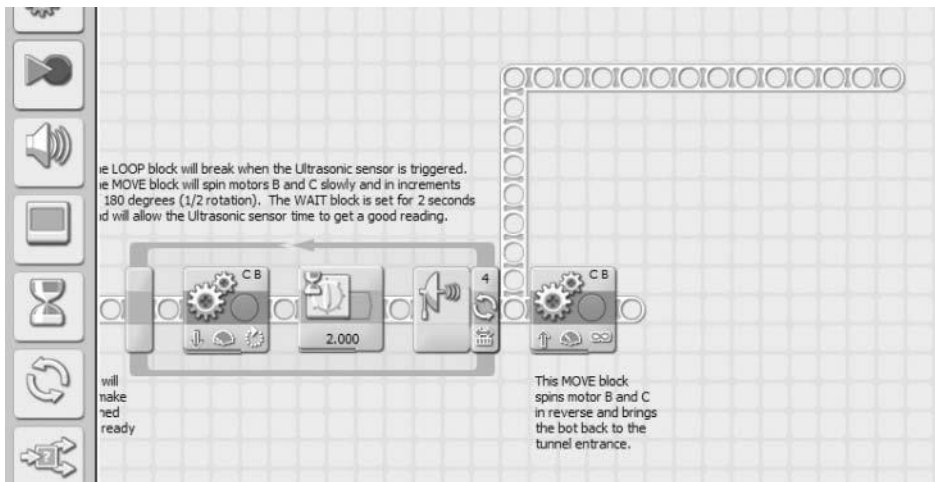 e LOOP block will break when the Ultrasonic sensor is triggered.
e MOVE block will spin motors B and C slowly and in increments
180 degrees (1/2 rotation). The WAIT block is set for 2 seconds
d will allow the Ultrasonic sensor time to get a good reading.
C B
4
C B
2.000
will
make
ned
ready
This MOVE block
spins motor B and C
in reverse and brings
the bot back to the
tunnel entrance.